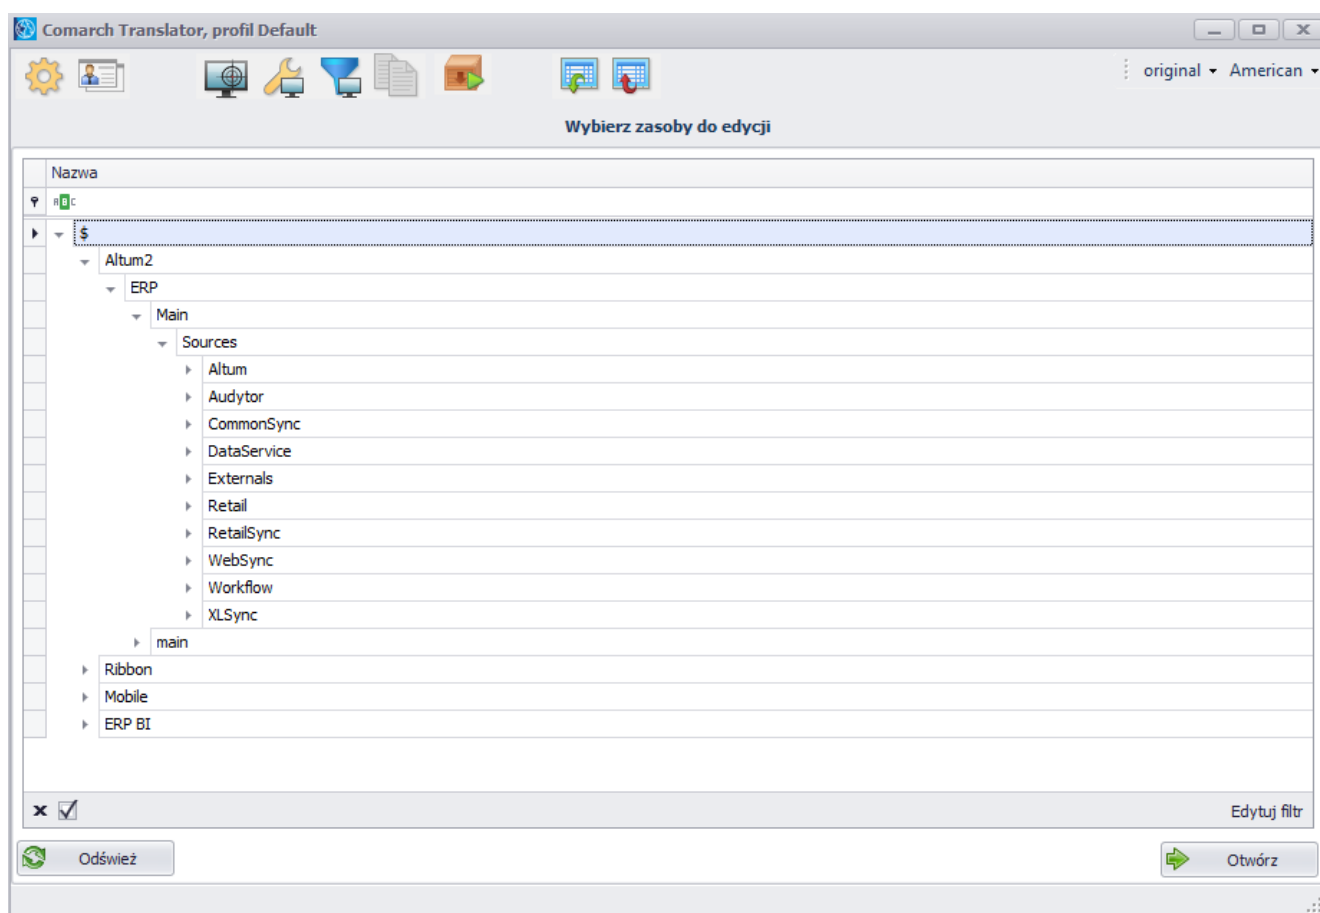 Comarch Translator, profil Default
original American
Wybierz zasoby do edycji
Nazwa
ABC
$
Altum2
ERP
Main
Sources
Altum
Audytor
CommonSync
DataService
Externals
Retail
RetailSync
WebSync
Workflow
XLSync
main
Ribbon
Mobile
ERP BI
Edytuj filtr
Odśwież
Otwórz